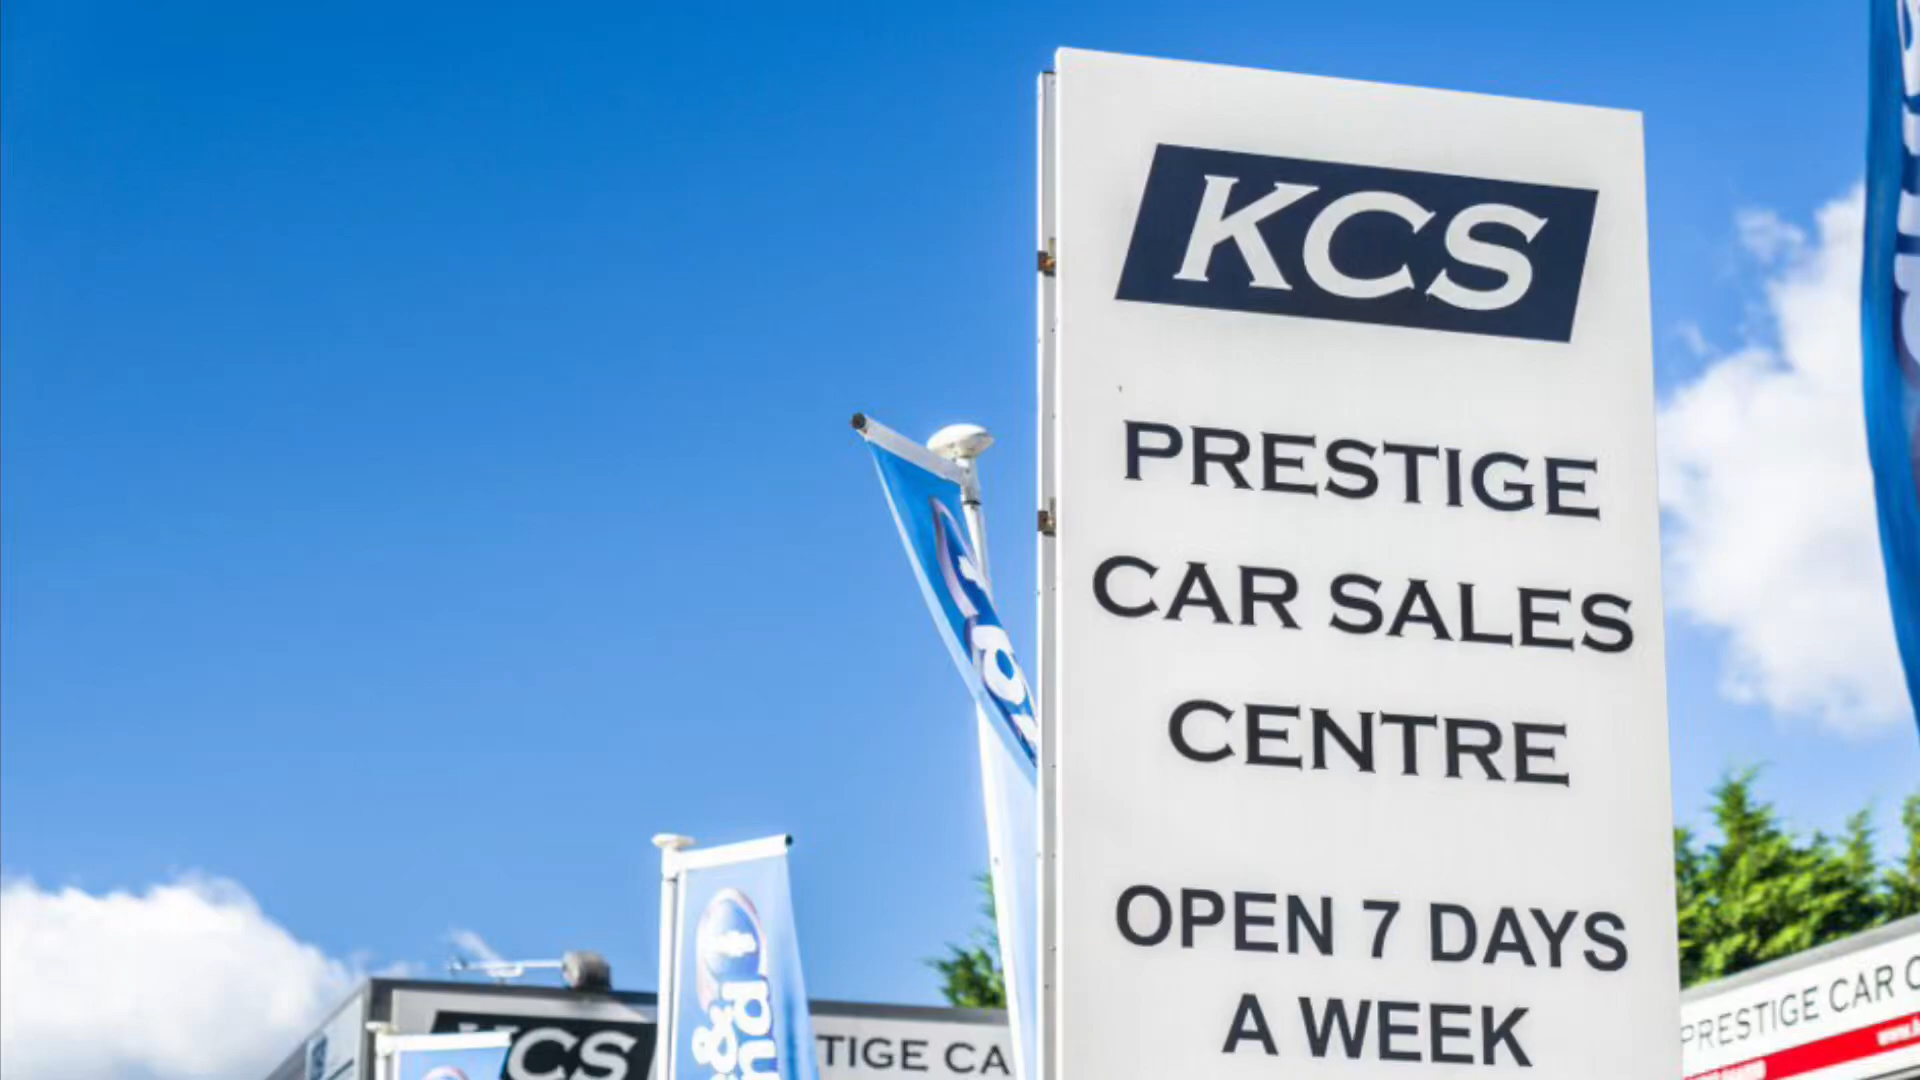 KCS
PRESTIGE
CAR SALES
CENTRE
OPEN 7 DAYS
A WEEK
KCS
TIGE CA
PRESTIGE CAR C